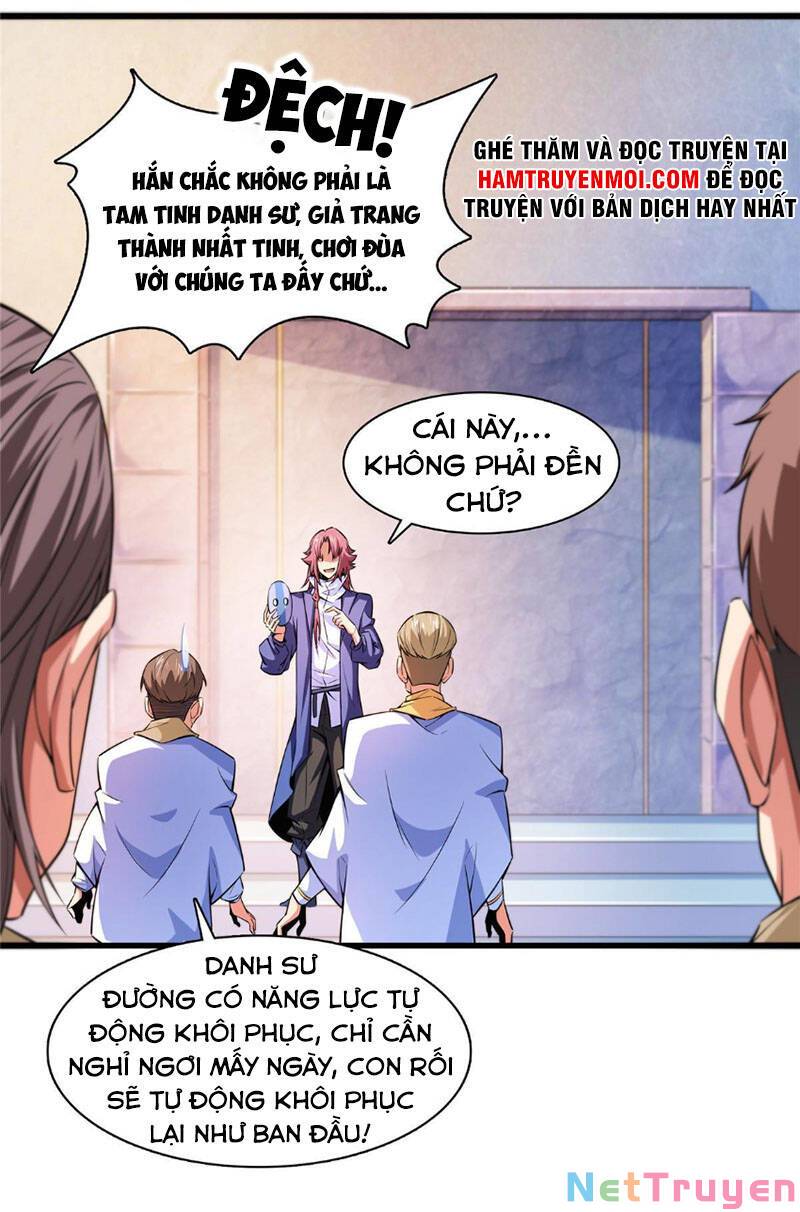 ĐỆCH!
HẮN CHẮC KHÔNG PHẢI LÀ
TAM TINH DANH SƯ, GIẢ TRANG
THÀNH NHẤT TINH, CHƠI ĐÙA
VỚI CHÚNG TA ĐẤY CHỨ...
GHÉ THĂM VÀ ĐỌC TRUYỆN TẠI
HAMTRUYENMOI.COM ĐỂ ĐỌC
TRUYỆN VỚI BẢN DỊCH HAY NHẤT
CÁI NÀY,...
KHÔNG PHẢI ĐỀN
CHỨ?
DANH SƯ
ĐƯỜNG CÓ NĂNG LỰC TỰ
ĐỘNG KHÔI PHỤC, CHỈ CẦN
NGHỈ NGƠI MẤY NGÀY, CON RỐI
SẼ TỰ ĐỘNG KHÔI PHỤC
LẠI NHƯ BAN ĐẦU!
NetTruyen